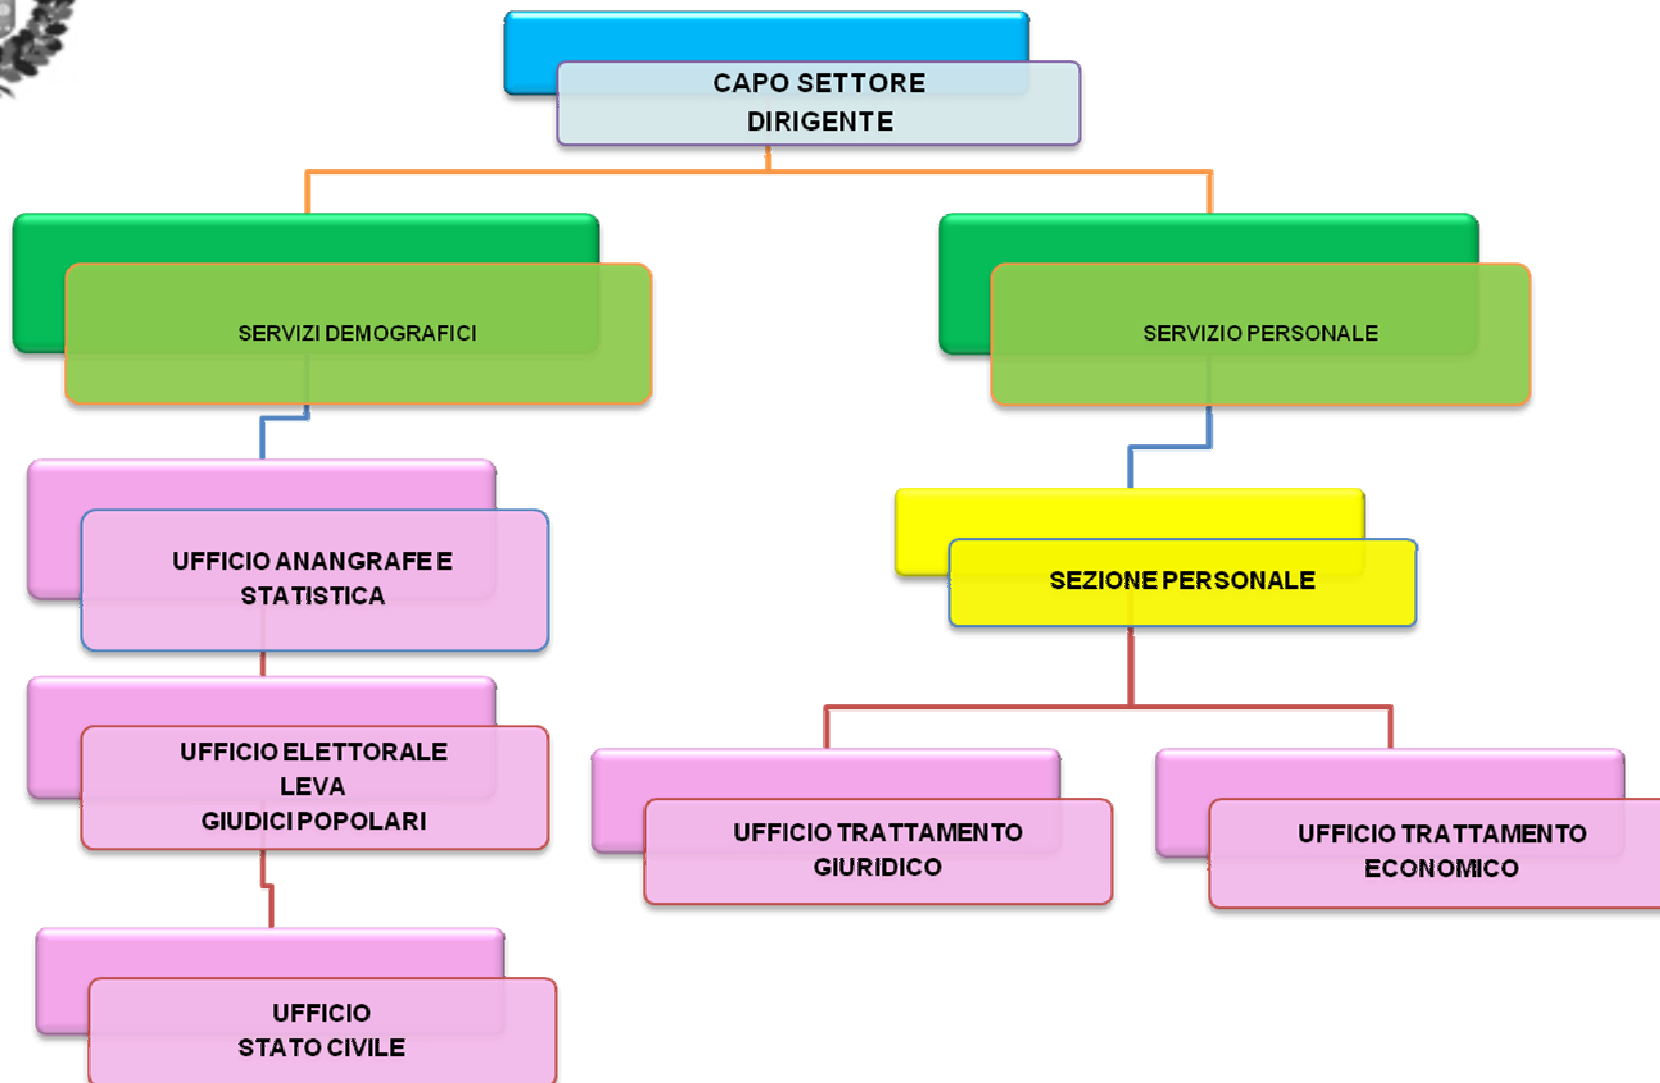 CAPO SETTORE
DIRIGENTE
SERVIZI DEMOGRAFICI
SERVIZIO PERSONALE
UFFICIO ANANGRAFE E
STATISTICA
SEZIONE PERSONALE
UFFICIO ELETTORALE
LEVA
GIUDICI POPOLARI
UFFICIO TRATTAMENTO
GIURIDICO
UFFICIO TRATTAMENTO
ECONOMICO
UFFICIO
STATO CIVILE